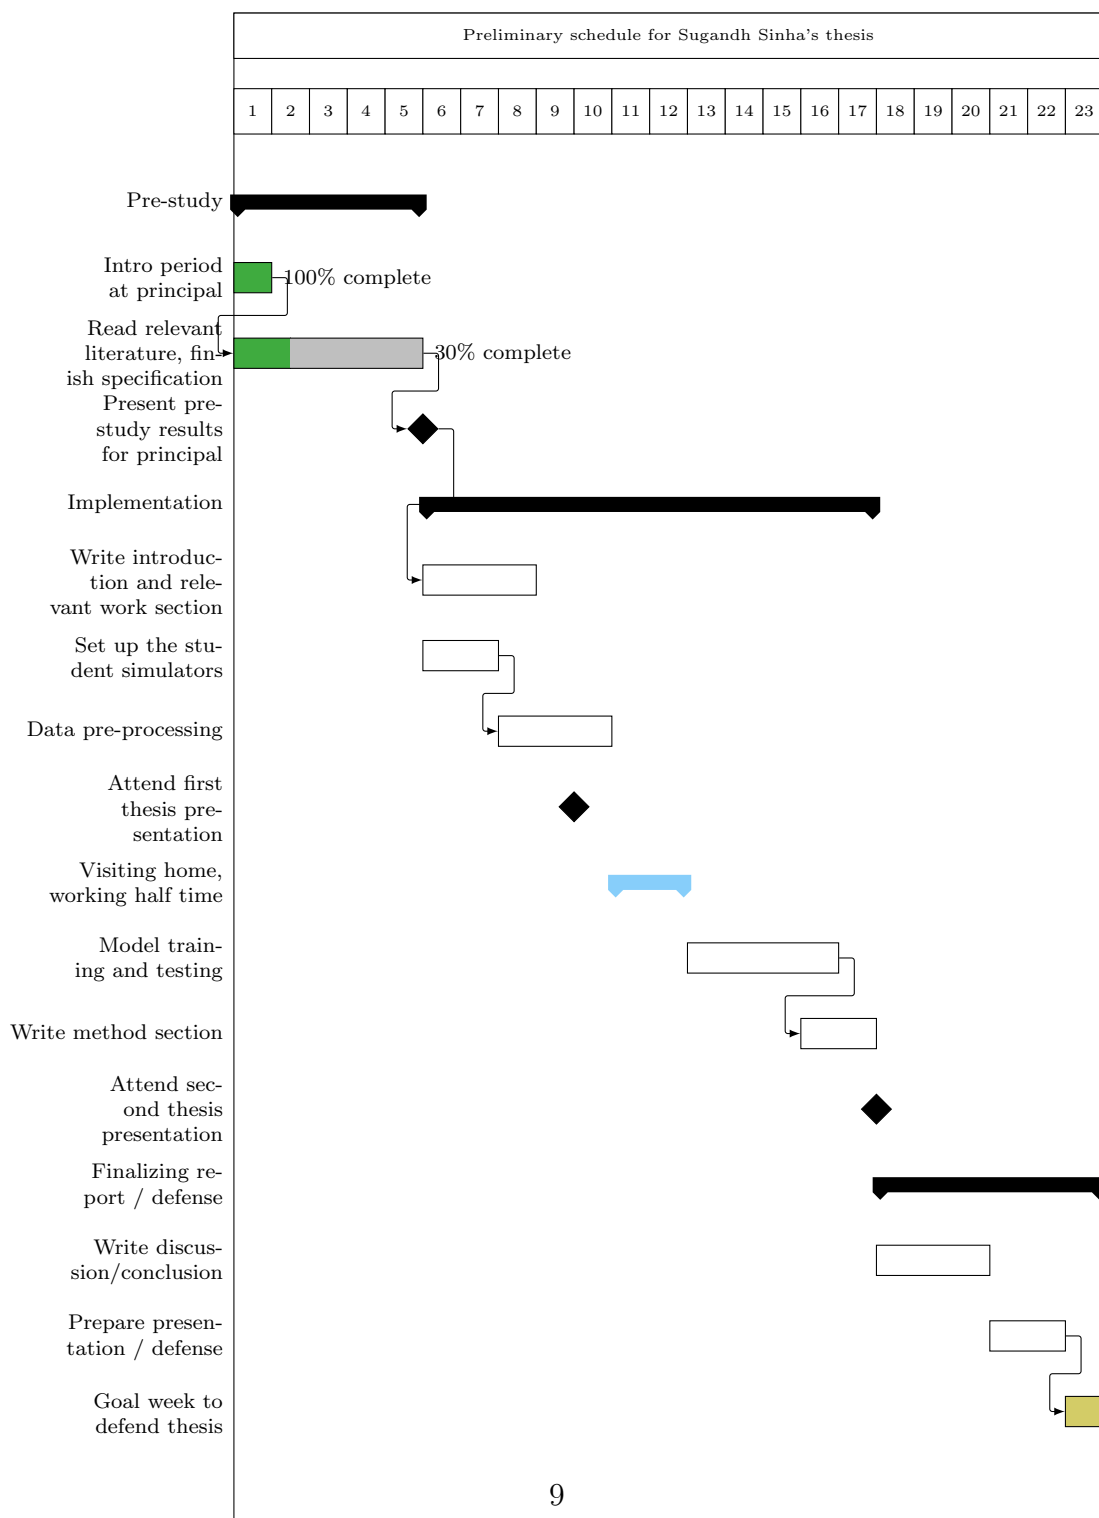 Preliminary schedule for Sugandh Sinha's thesis
1 2 3 4 5 6 7 8 9 10 11 12 13 14 15 16 17 18 19 20 21 22 23
Pre-study
Intro period
at principal
100% complete
Read relevant
literature, fin-
ish specification
30% complete
Present pre-
study results
for principal
Implementation
Write introduc-
tion and rele-
vant work section
Set up the stu-
dent simulators
Data pre-processing
Attend first
thesis pre-
sentation
Visiting home,
working half time
Model train-
ing and testing
Write method section
Attend sec-
ond thesis
presentation
Finalizing re-
port / defense
Write discus-
sion/conclusion
Prepare presen-
tation / defense
Goal week to
defend thesis
9